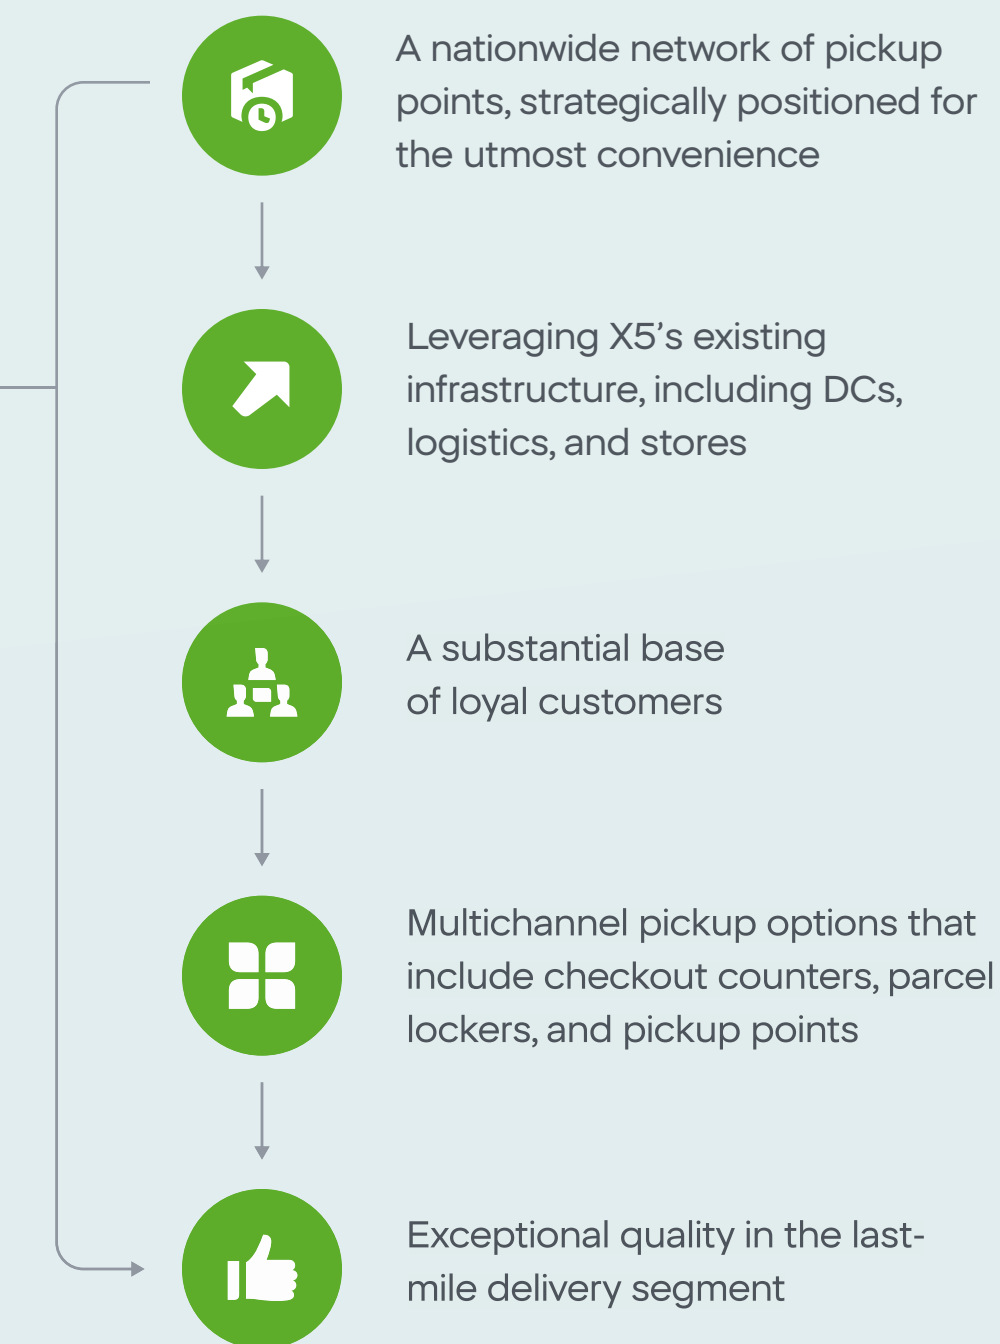 A nationwide network of pickup
points, strategically positioned for
the utmost convenience
Leveraging X5’s existing
infrastructure, including DCs,
logistics, and stores
A substantial base
of loyal customers
Multichannel pickup options that
include checkout counters, parcel
lockers, and pickup points
Exceptional quality in the last-
mile delivery segment